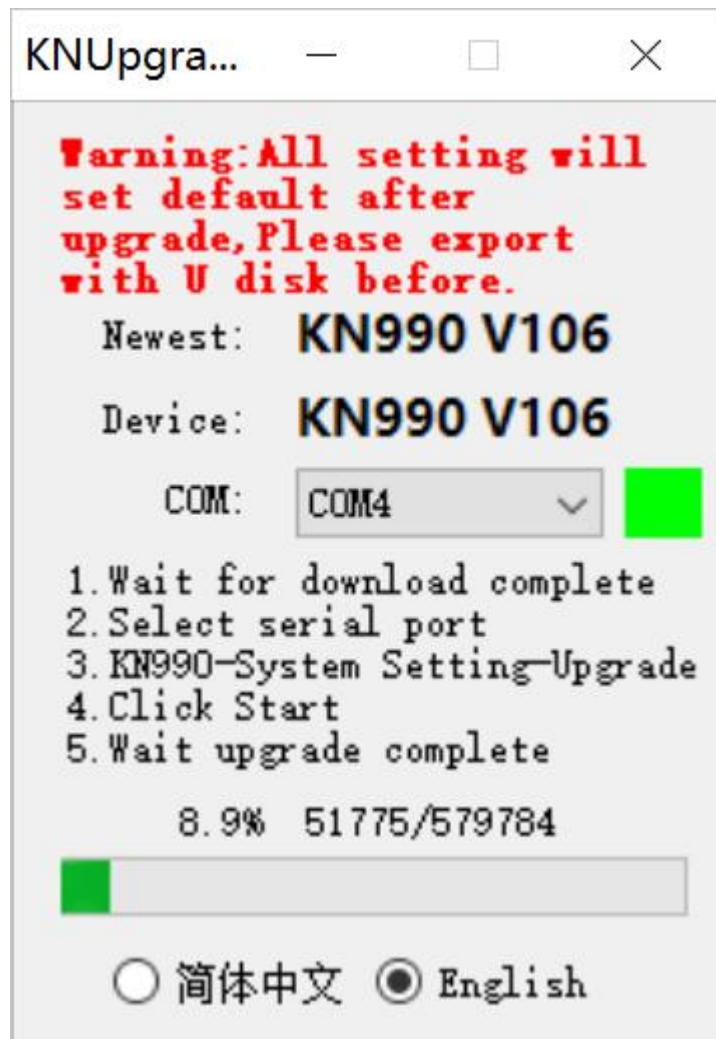 KNUpgra...
Warning:All setting will
set default after
upgrade,Please export
with U disk before.
Newest: KN990 V106
Device: KN990 V106
COM: COM4
1.Wait for download complete
2.Select serial port
3.KN990-System Setting-Upgrade
4.Click Start
5.Wait upgrade complete
8.9% 51775/579784
简体中文 English